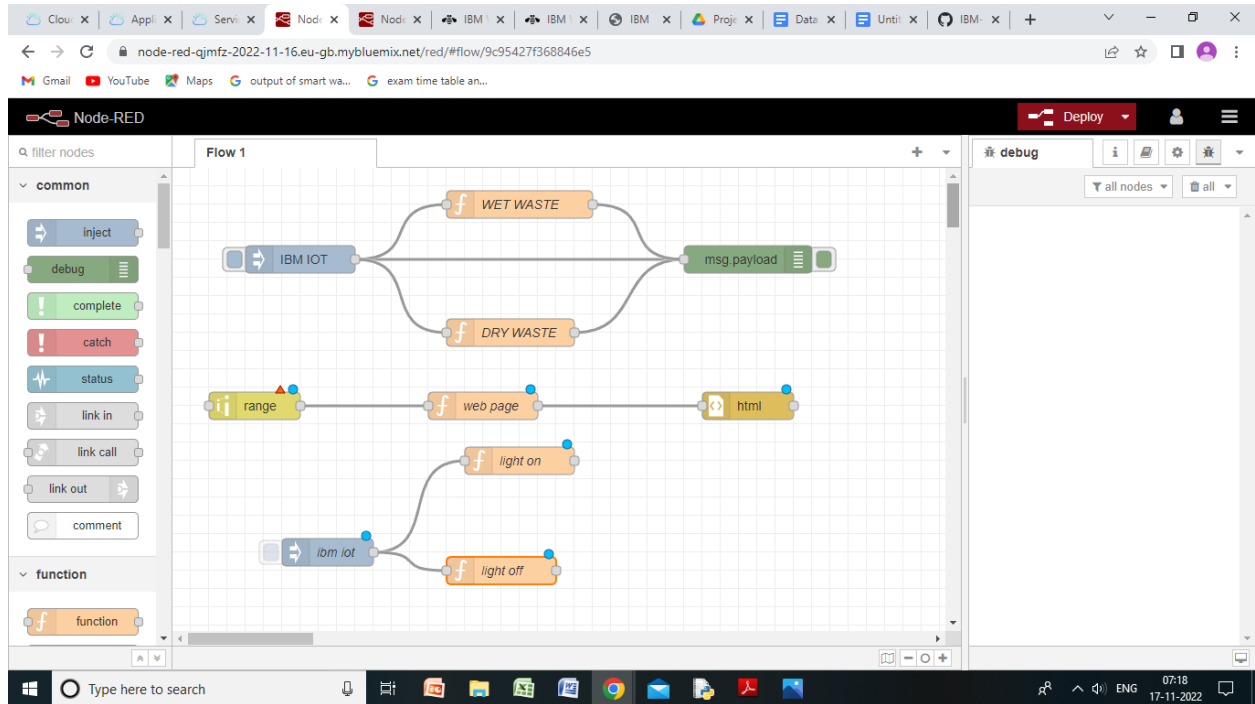 Clou
Appli
Servi
Node
Node
IBM
IBM
IBM
Proje
Data
Untit
IBM-
node-red-qjmfz-2022-11-16.eu-gb.mybluemix.net/red/#flow/9c95427f368846e5
Gmail
YouTube
Maps
output of smart wa...
exam time table an...
Node-RED
Deploy
filter nodes
Flow 1
debug
i
all nodes
all
common
inject
debug
complete
catch
status
link in
link call
link out
comment
function
function
WET WASTE
IBM IOT
msg.payload
DRY WASTE
range
web page
html
light on
ibm iot
light off
Type here to search
ENG
07:18
17-11-2022